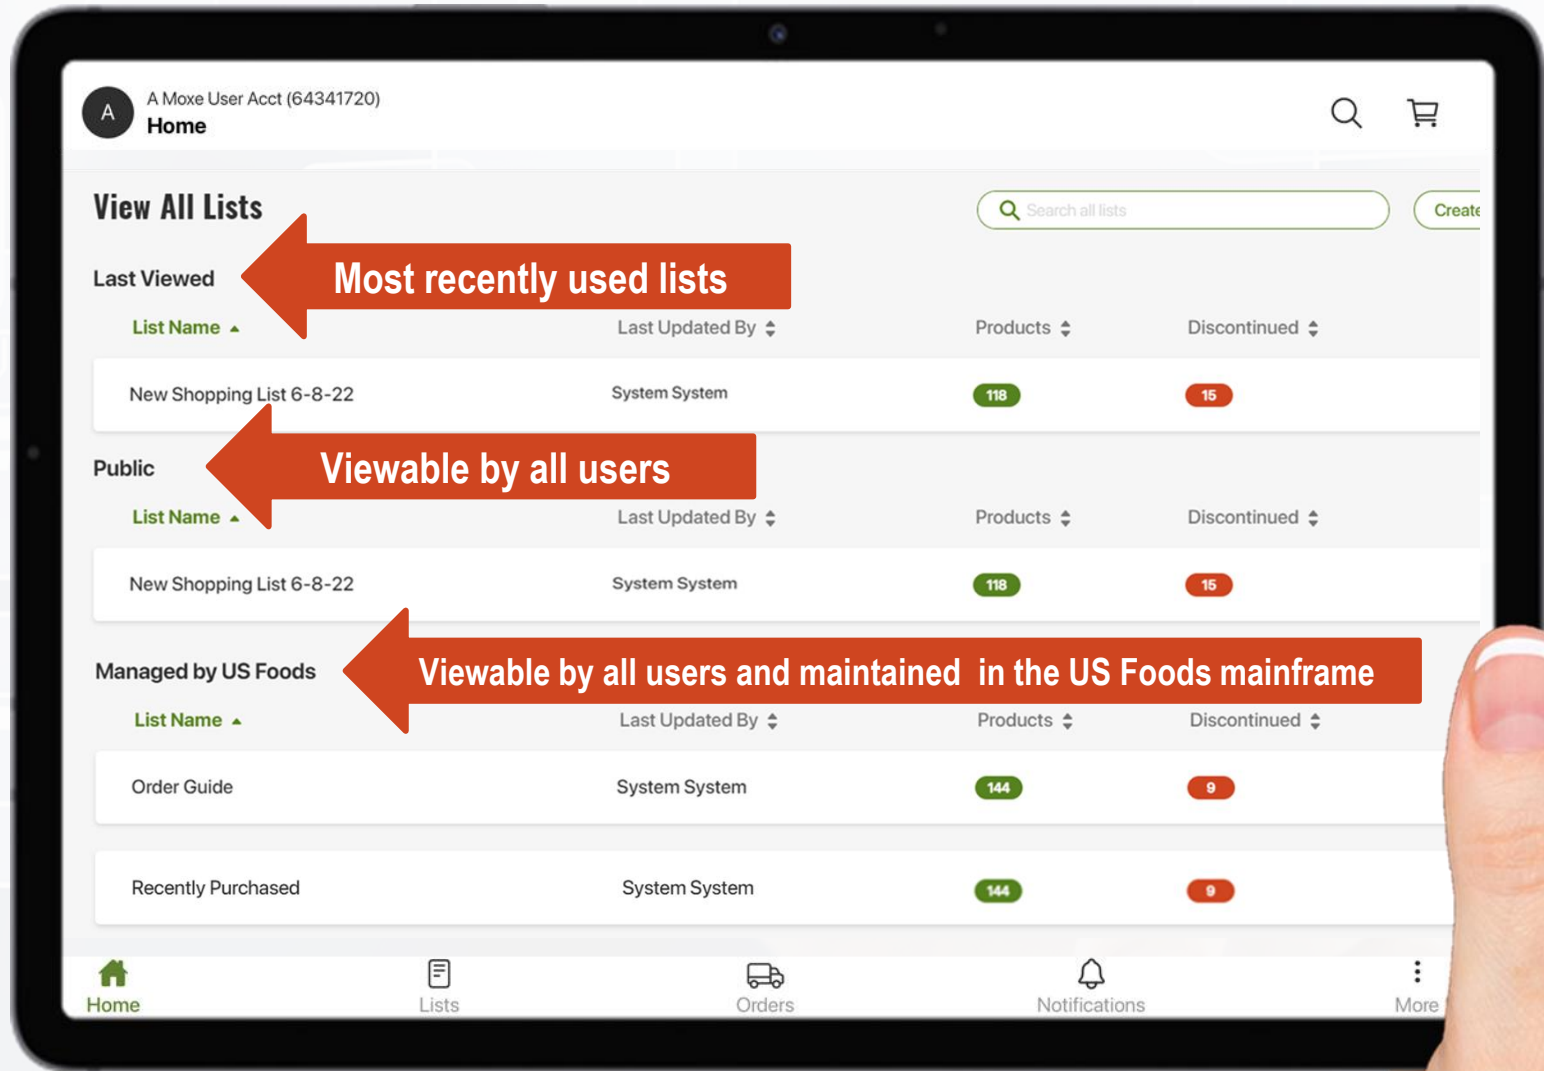 A
A Moxe User Acct (64341720)
Home
View All Lists
Search all lists
Create
Last Viewed
Most recently used lists
List Name
Last Updated By
Products
Discontinued
New Shopping List 6-8-22
System System
118
15
Public
Viewable by all users
List Name
Last Updated By
Products
Discontinued
New Shopping List 6-8-22
System System
118
15
Managed by US Foods
Viewable by all users and maintained in the US Foods mainframe
List Name
Last Updated By
Products
Discontinued
Order Guide
System System
144
9
Recently Purchased
System System
144
9
Home
Lists
Orders
Notifications
More